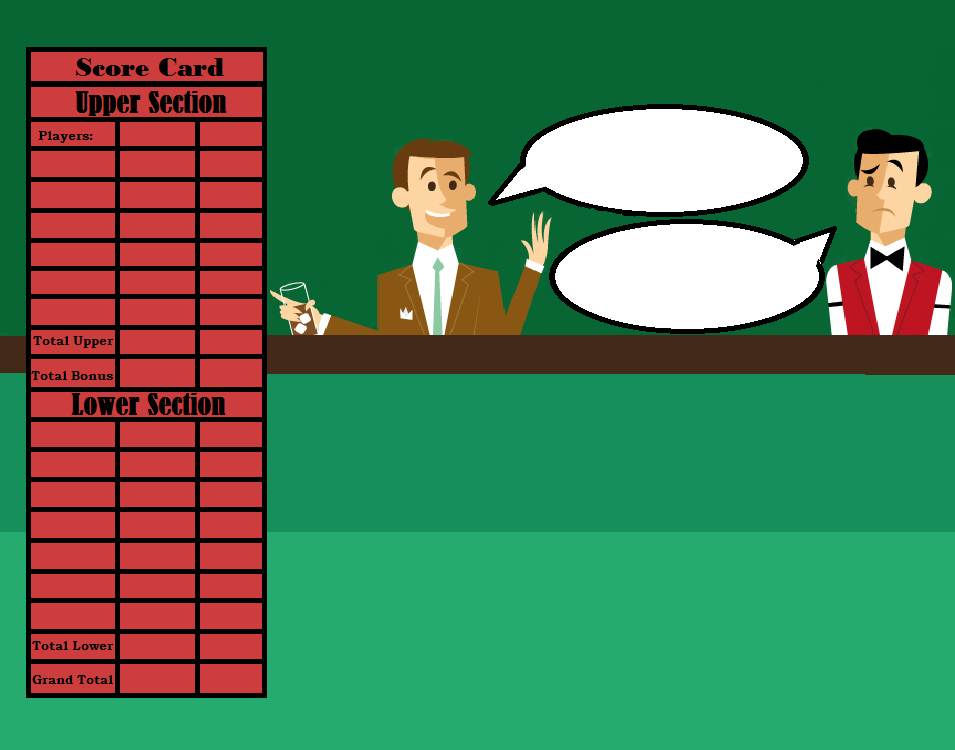 Score Card
Upper Section
Players:
Total Upper
Total Bonus
Lower Section
Total Lower
Grand Total